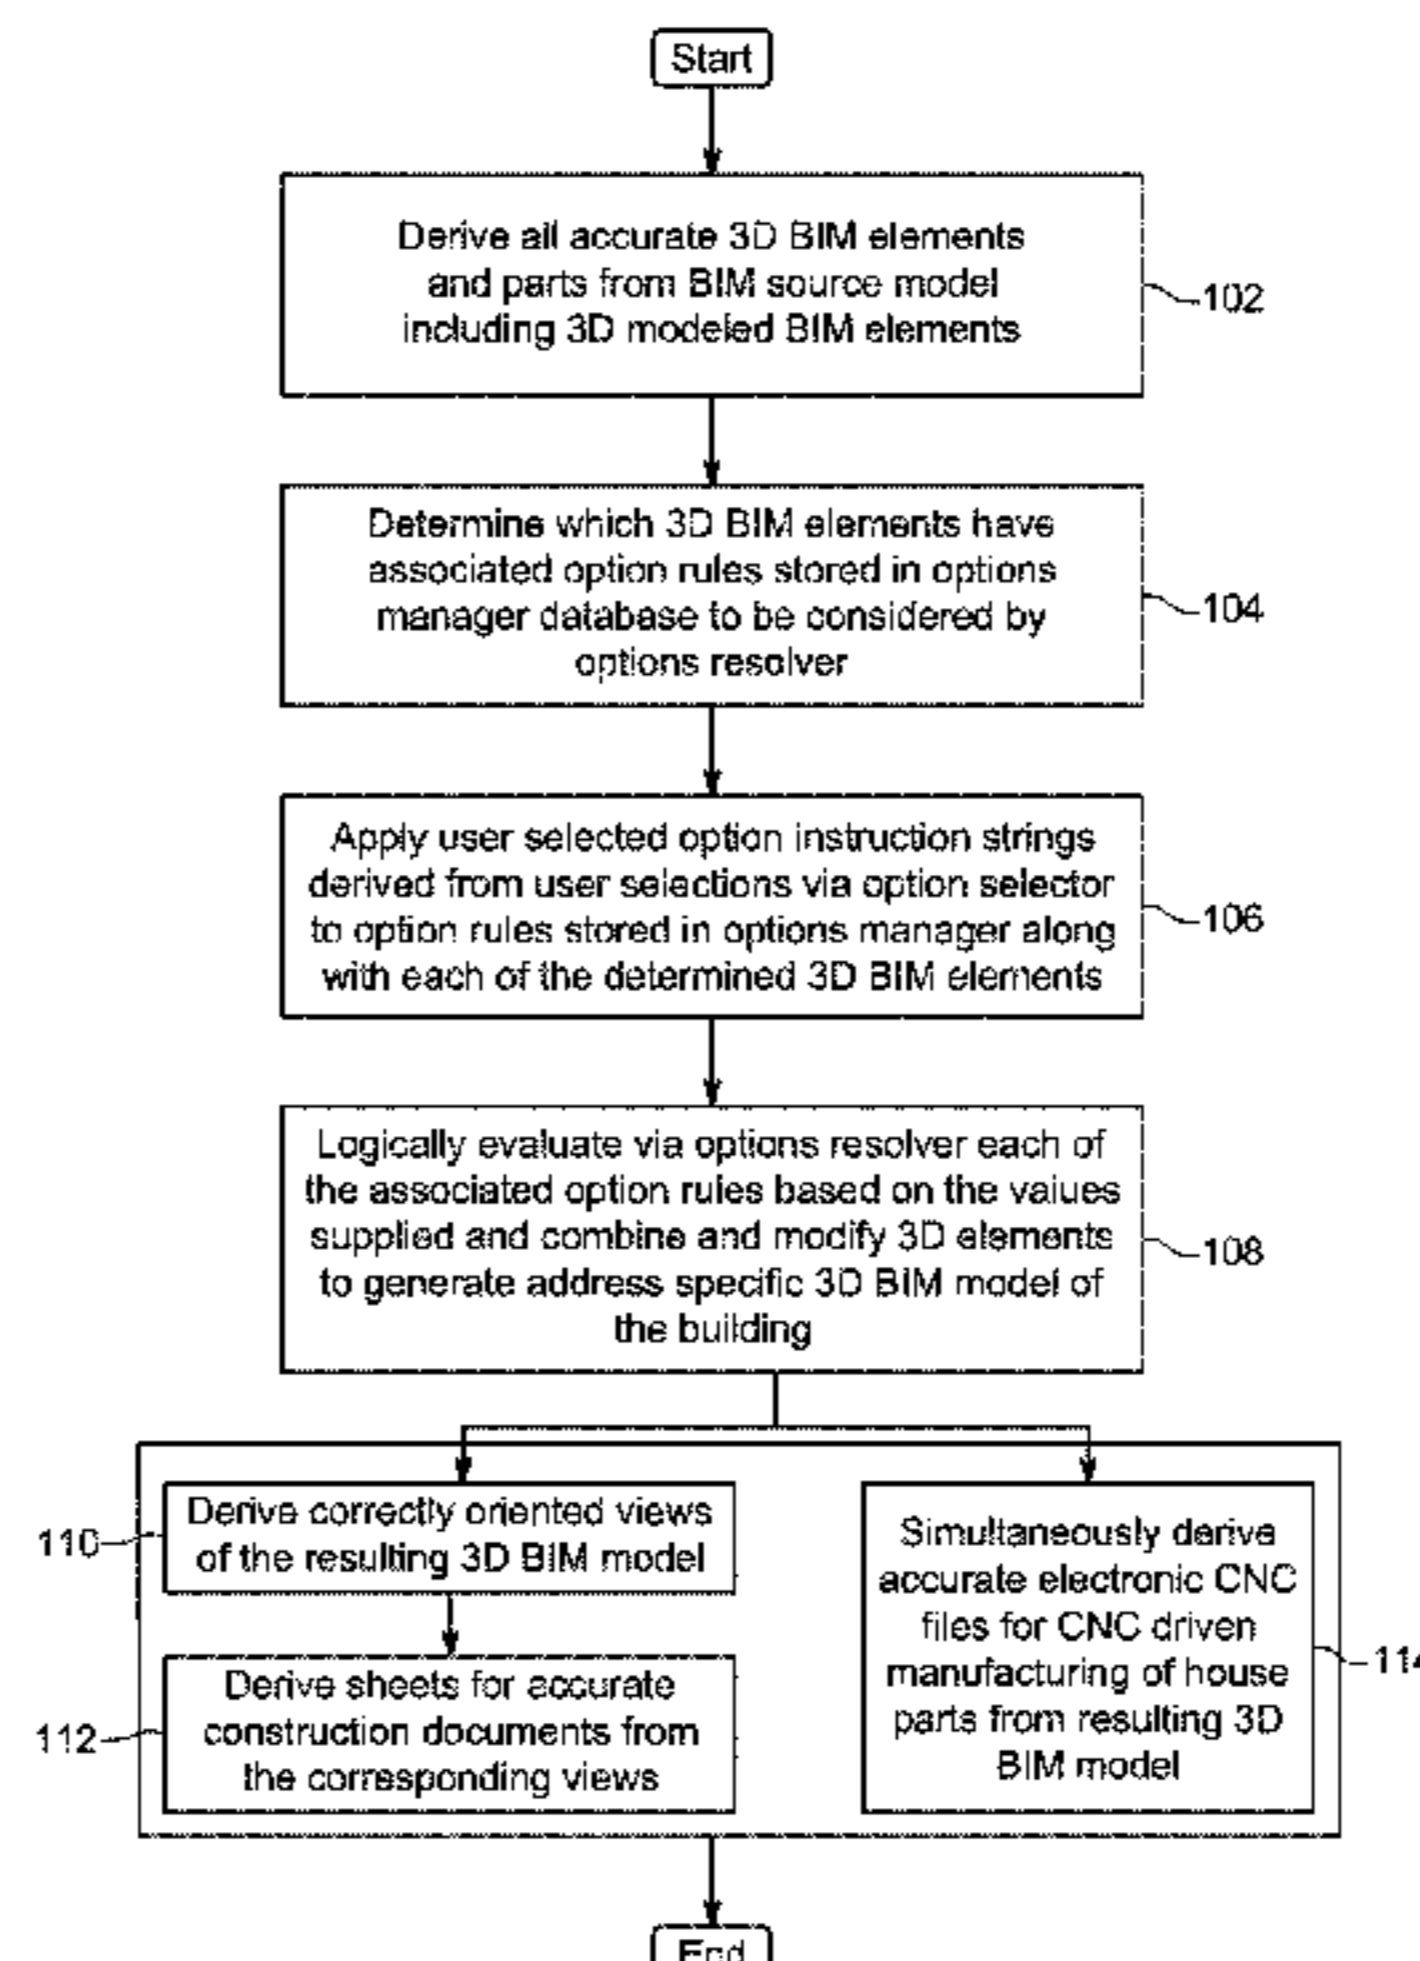 Start
Derive all accurate 3D BIM elements
and parts from BIM source model
including 3D modeled BIM elements
102
Determine which 3D BIM elements have
associated option rules stored in options
manager database to be considered by
options resolver
104
Apply user selected option instruction strings
derived from user selections via option selector
to option rules stored in options manager along
with each of the determined 3D BIM elements
106
Logically evaluate via options resolver each of
the associated option rules based on the values
supplied and combine and modify 3D elements
to generate address specific 3D BIM model of
the building
108
Derive correctly oriented views
of the resulting 3D BIM model
110
Derive sheets for accurate
construction documents from
the corresponding views
112
Simultaneously derive
accurate electronic CNC
files for CNC driven
manufacturing of house
parts from resulting 3D
BIM model
114
End